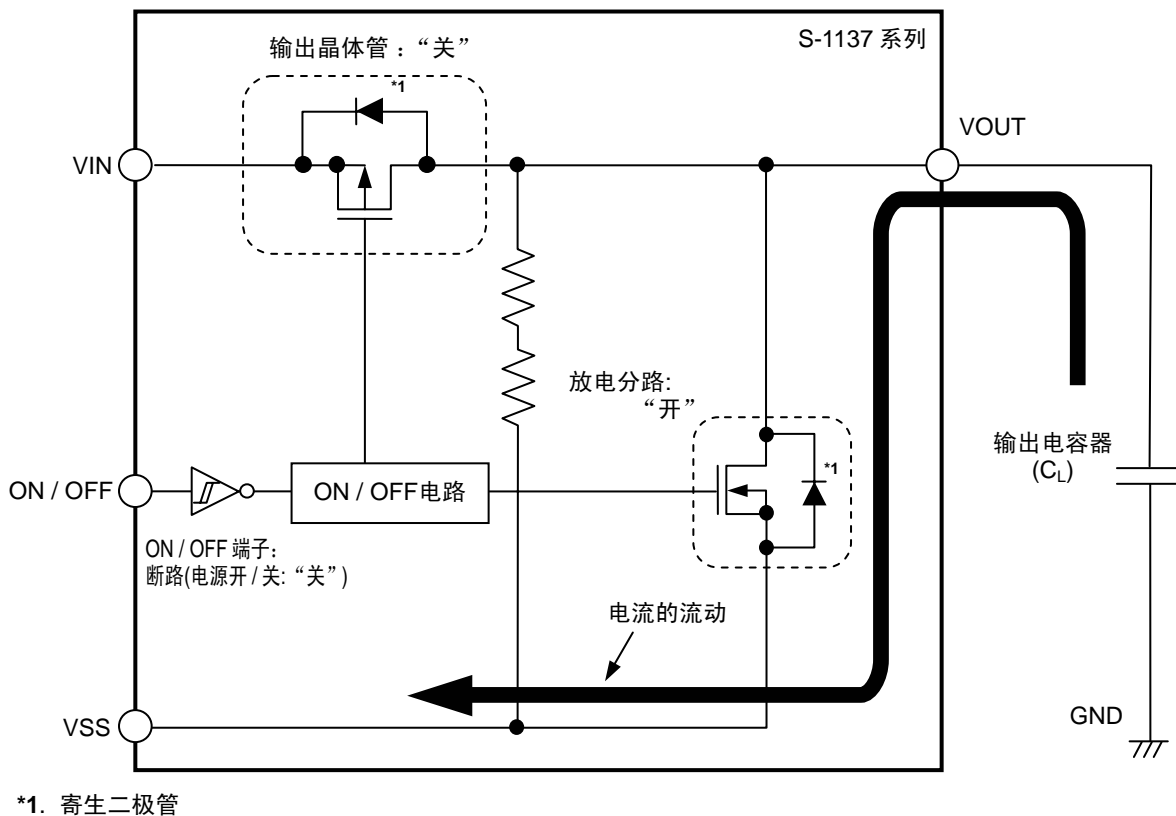 S-1137 系列
输出晶体管 : “关”
*1
VOUT
VIN
放电分路:
“开”
*1
输出电容器
(CL)
ON / OFF
ON / OFF电路
ON / OFF 端子:
断路(电源开 / 关: “关” )
电流的流动
VSS
GND
*1. 寄生二极管